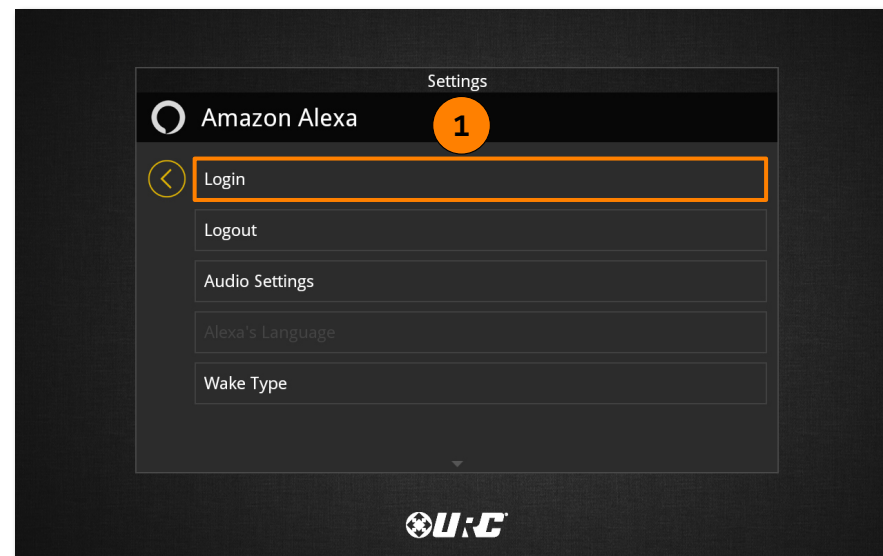 Settings
Amazon Alexa
1
Login
Logout
Audio Settings
Alexa's Language
Wake Type
URC